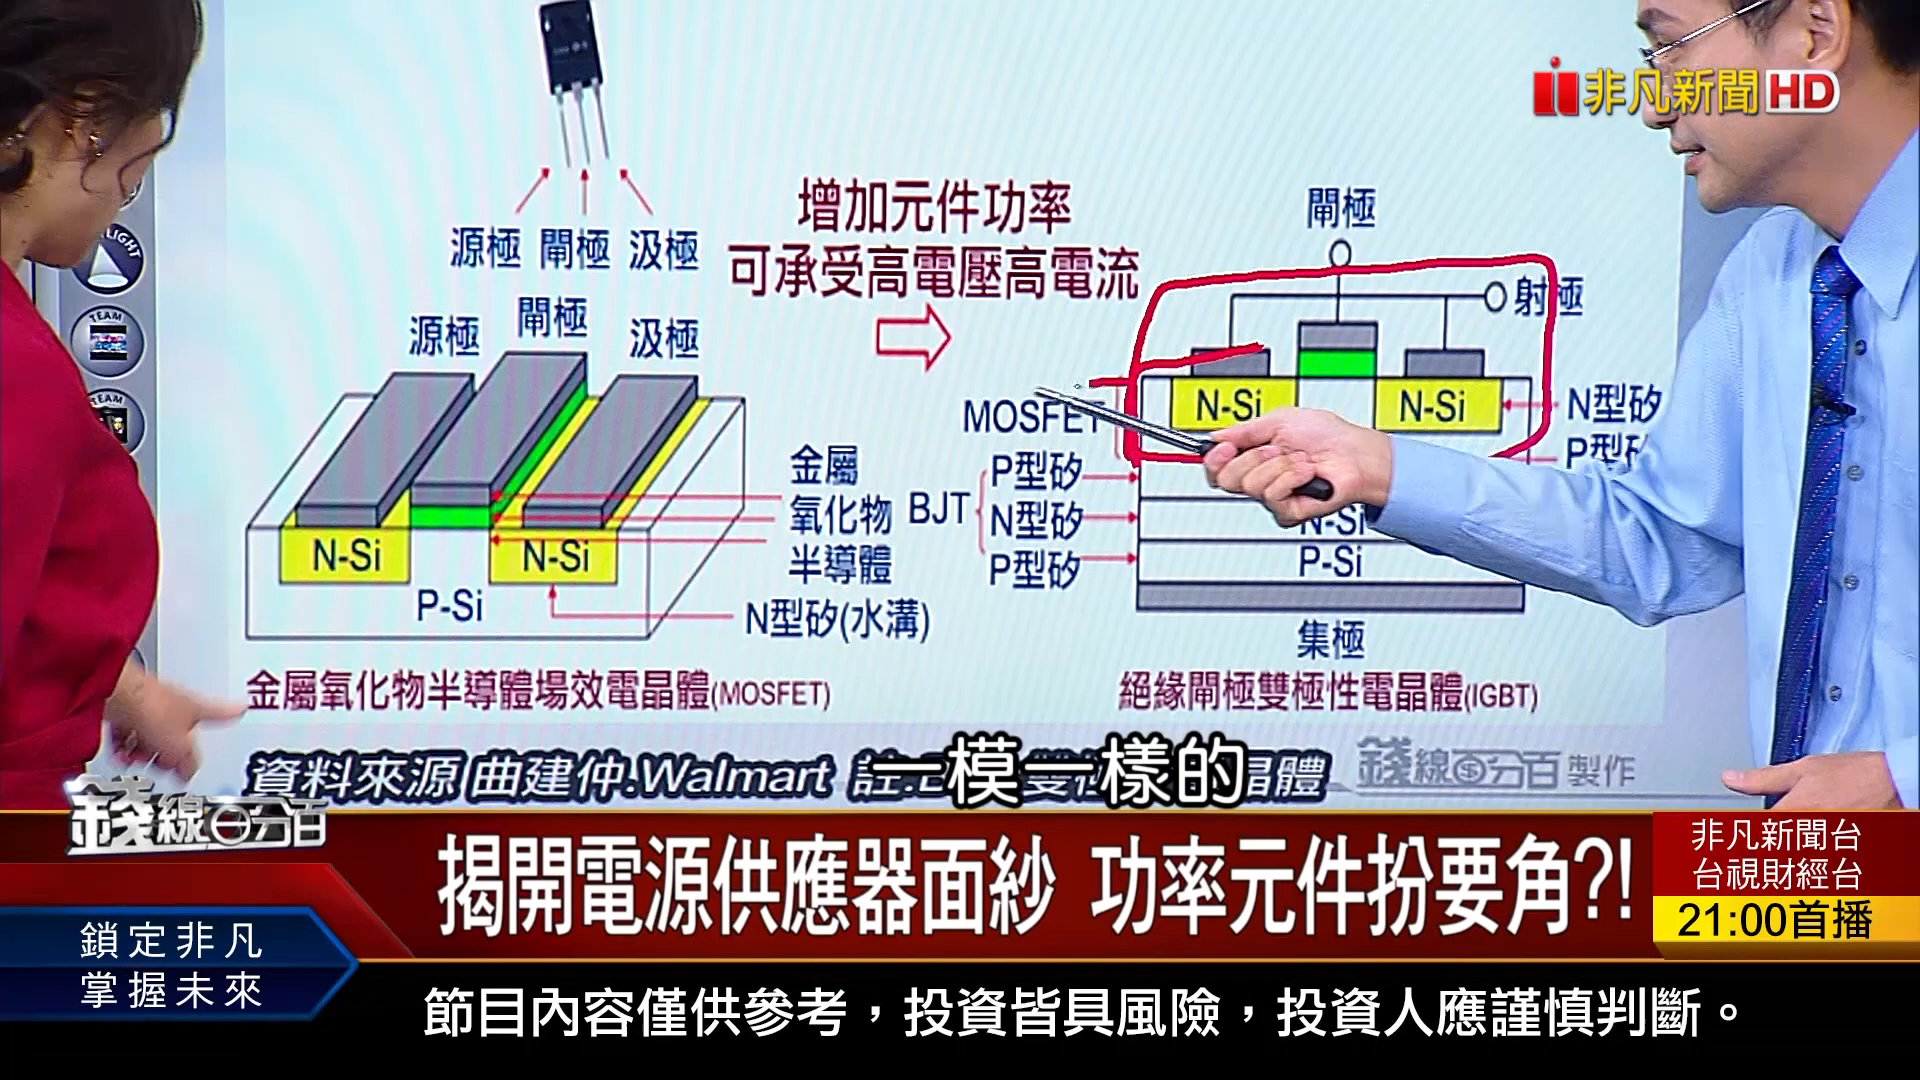 非凡新聞HD
LIGHT
TEAM
TEAM
源極 閘極 汲極
源極 閘極 汲極
增加元件功率
可承受高電壓高電流
閘極
射極
MOSFET
N-Si
N-Si
N型矽
BJT
P型矽
N型矽
P型矽
N-Si
P-Si
集極
金屬
氧化物
半導體
N-Si
N-Si
P-Si
N型矽(水溝)
金屬氧化物半導體場效電晶體(MOSFET)
絕緣閘極雙極性電晶體(IGBT)
資料來源 曲建仲.Walmart
錢線百分百 製作
一模一樣的
錢線百分百
揭開電源供應器面紗 功率元件扮要角?!
非凡新聞台
台視財經台
21:00首播
鎖定非凡
掌握未來
節目內容僅供參考，投資皆具風險，投資人應謹慎判斷。